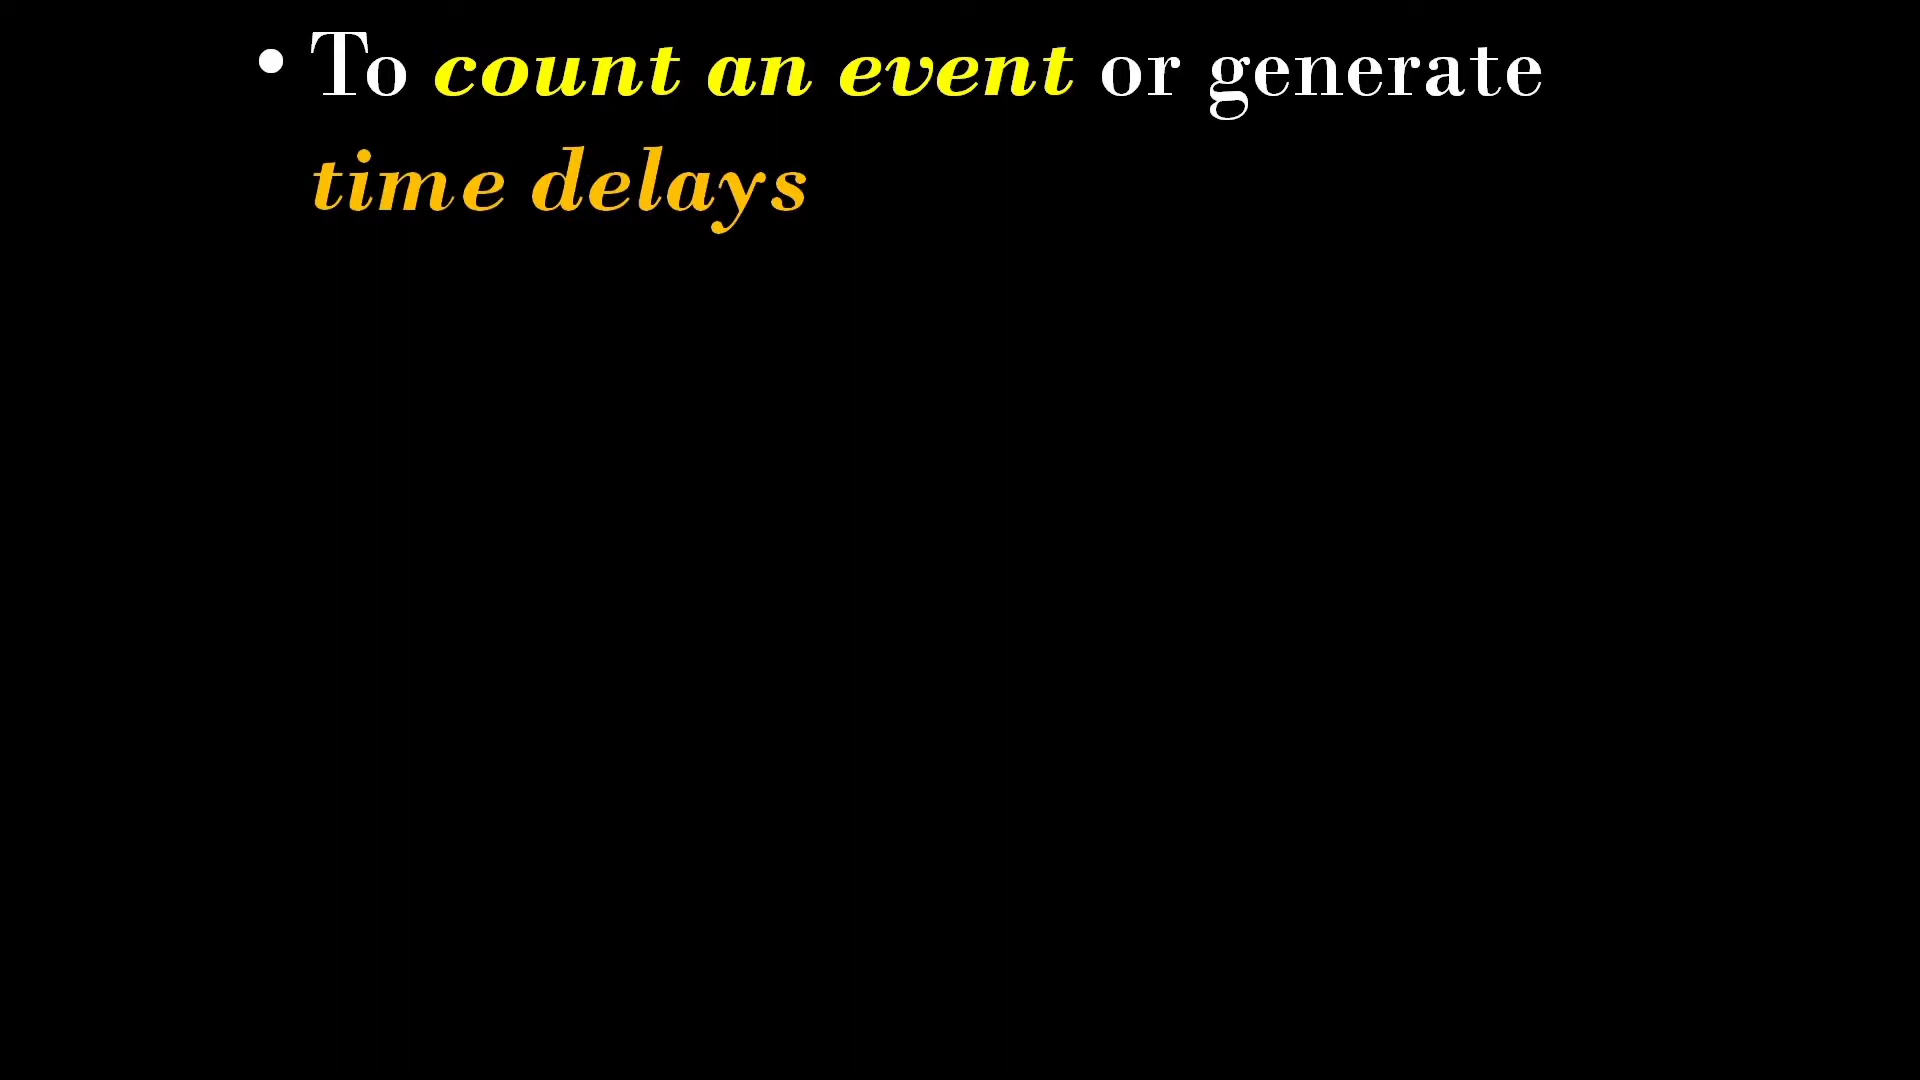 • To count an event or generate
time delays